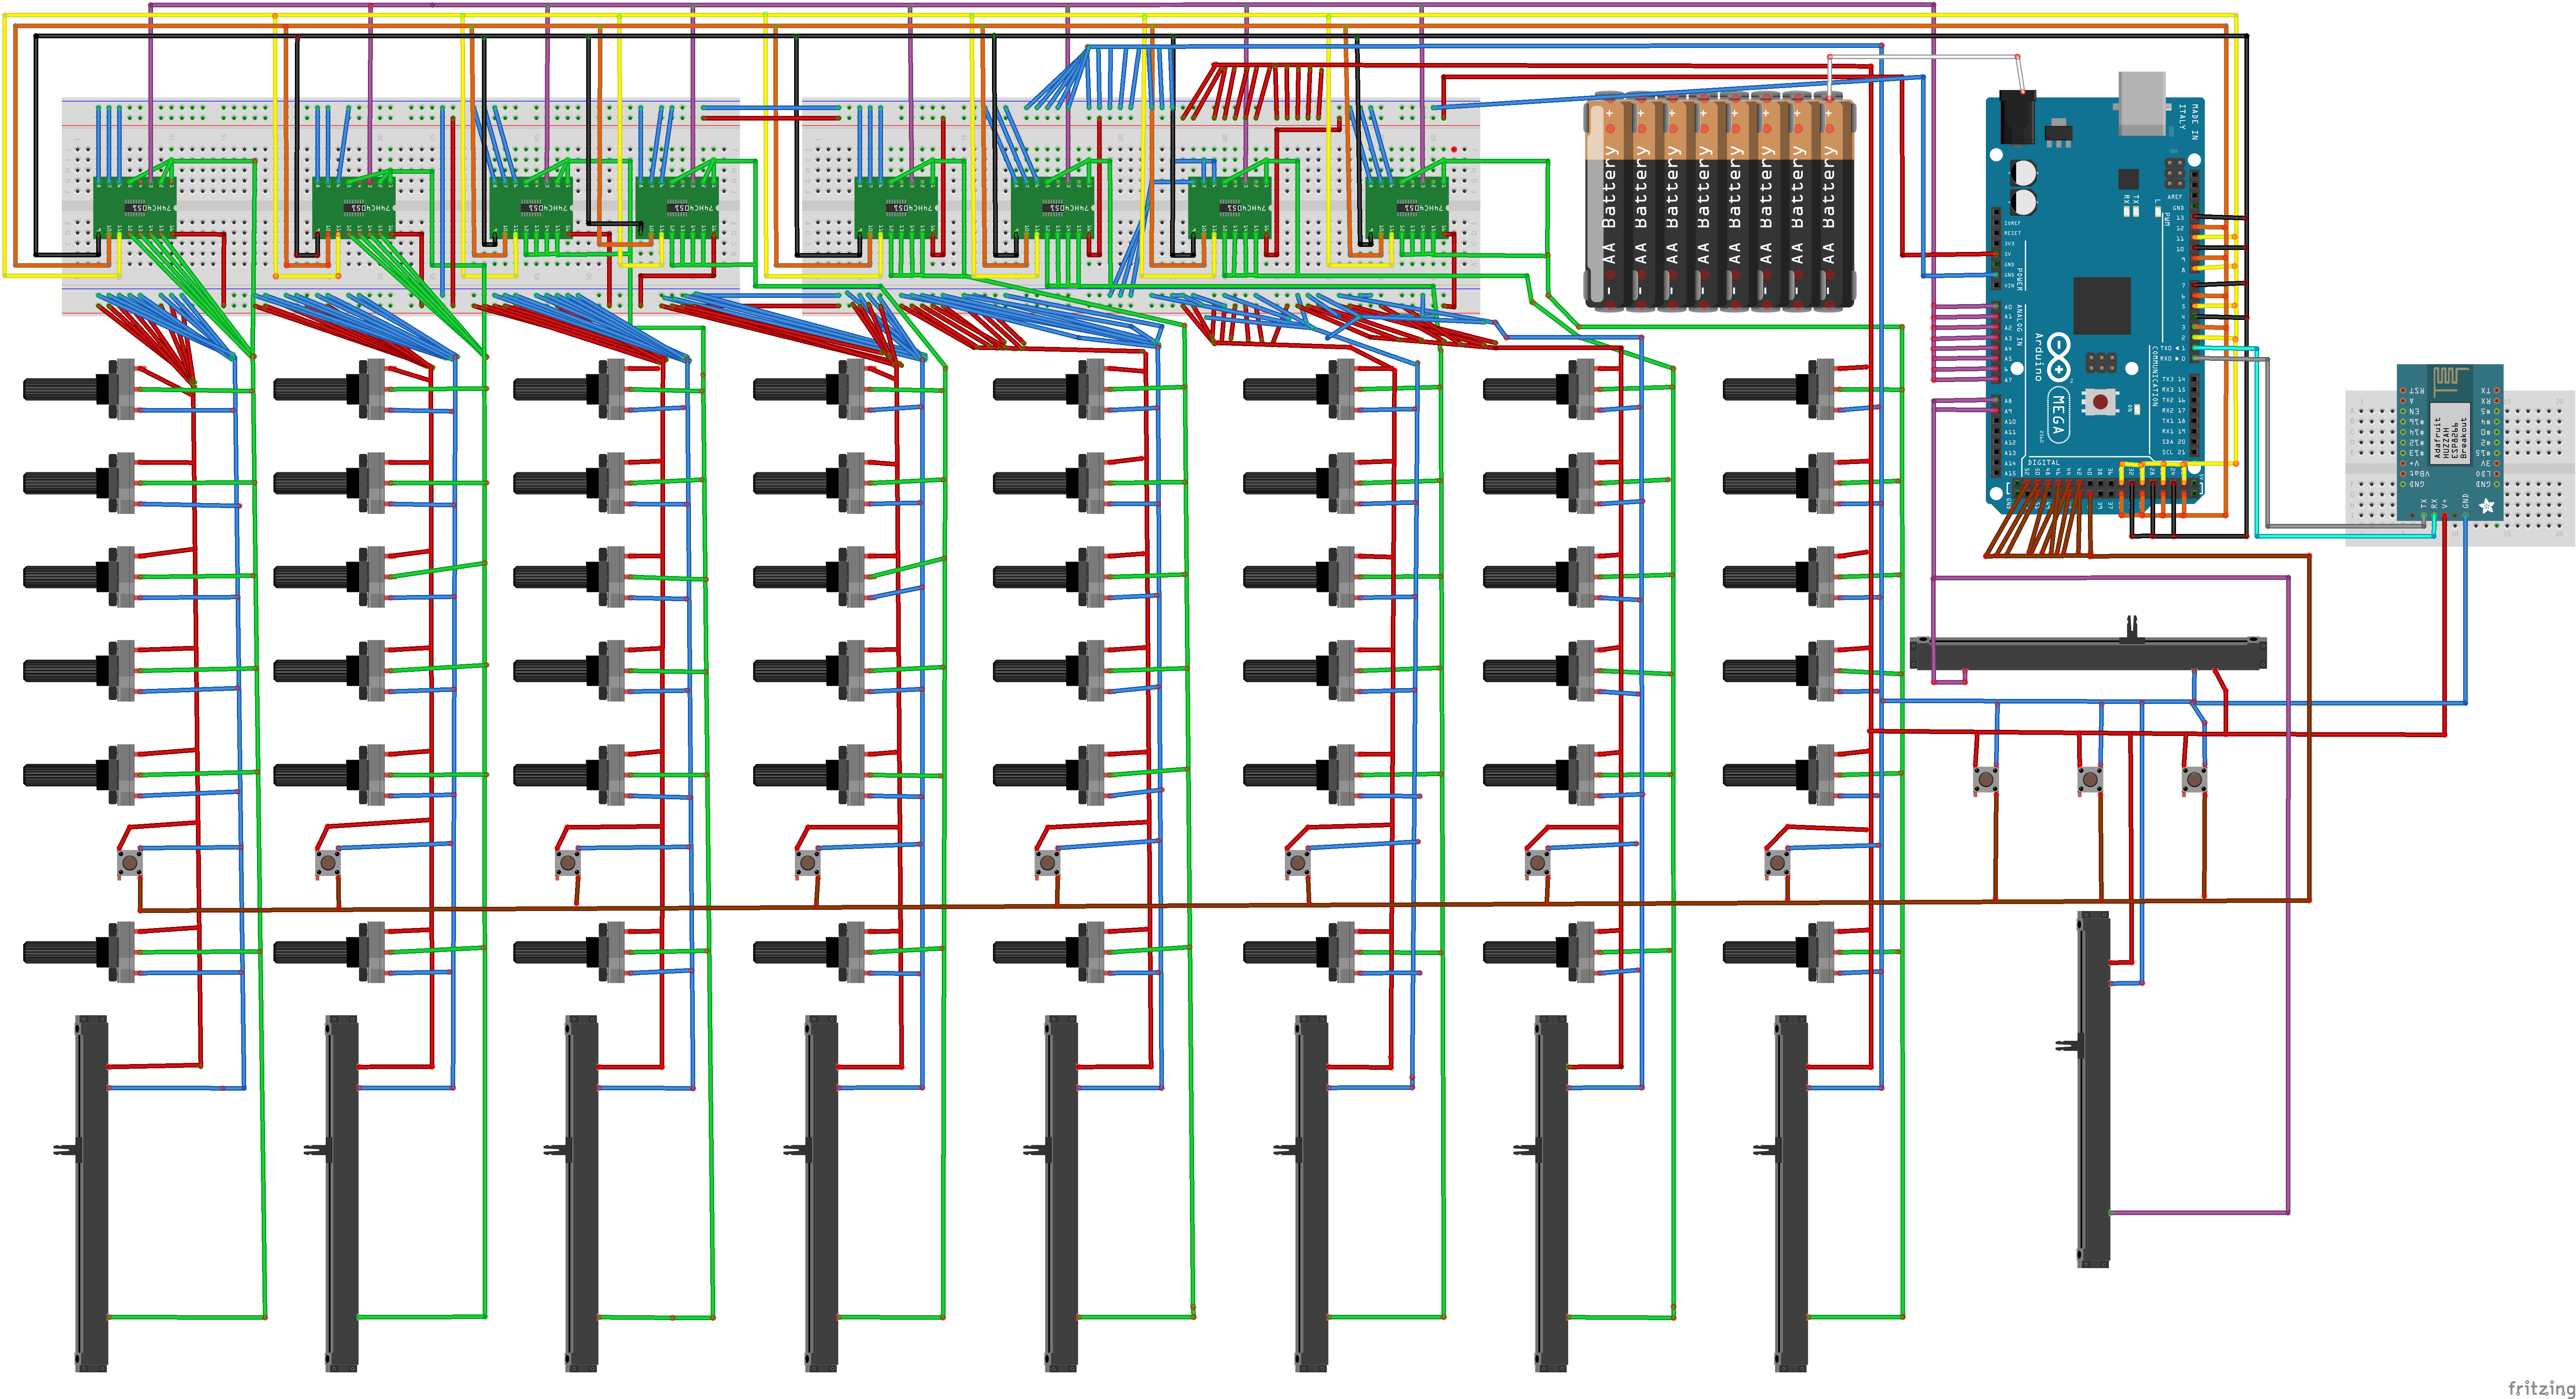 74HC4051
74HC4051
74HC4051
74HC4051
74HC4051
74HC4051
74HC4051
74HC4051
AA Battery
AA Battery
AA Battery
AA Battery
AA Battery
AA Battery
AA Battery
AA Battery
MADE IN
ITALY
RX
TX
L
AREF
GND
13
12
11
10
9
8
7
6
5
4
3
2
TX0 1
RX0 0
PWM
IOREF
RESET
3V3
5V
GND
GND
VIN
POWER
A0
A1
A2
A3
A4
A5
6
A7
ANALOG IN
A8
A9
A10
A11
A12
A13
A14
A15
Arduino
MEGA
ON
COMMUNICATION
TX3 14
RX3 15
TX2 16
RX2 17
TX1 18
RX1 19
SDA 20
SCL 21
DIGITAL
GND
RST
A
EN
#16
#14
#12
#13
V+
VBat
GND
TX
RX
#5
#4
#0
#2
#15
3V
LDO
GND
Adafruit
HUZZAH
ESP8266
Breakout
TX
RX
V+
GND
fritzing